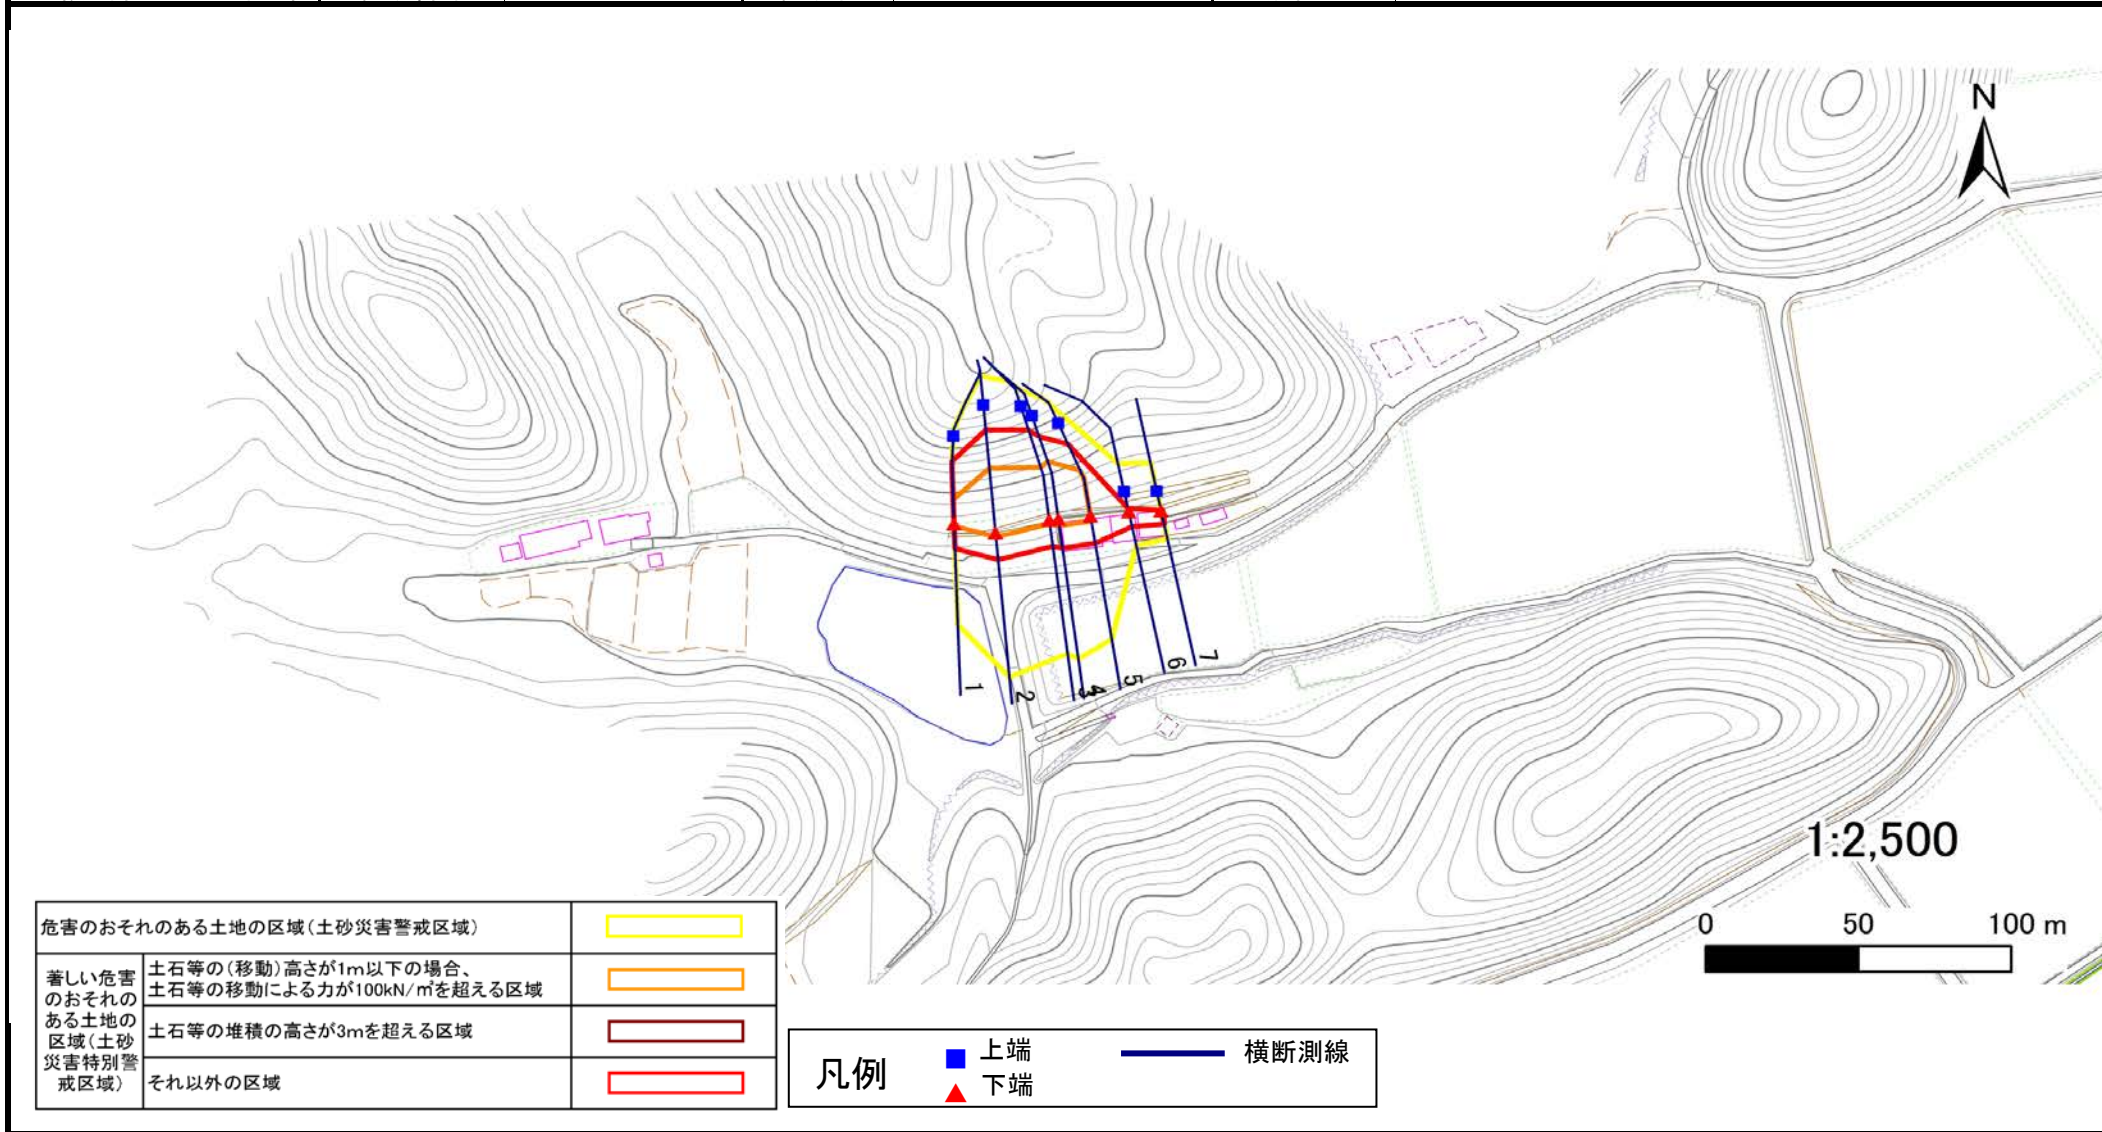 N
1
2
3
4
5
6
7
1:2,500
0 50 100 m
危害のおそれのある土地の区域(土砂災害警戒区域)
著しい危害
のおそれの
ある土地の
区域(土砂
災害特別警
戒区域)
土石等の(移動)高さが1m以下の場合、
土石等の移動による力が100kN/㎡を超える区域
土石等の堆積の高さが3mを超える区域
それ以外の区域
凡例
上端
下端
横断測線